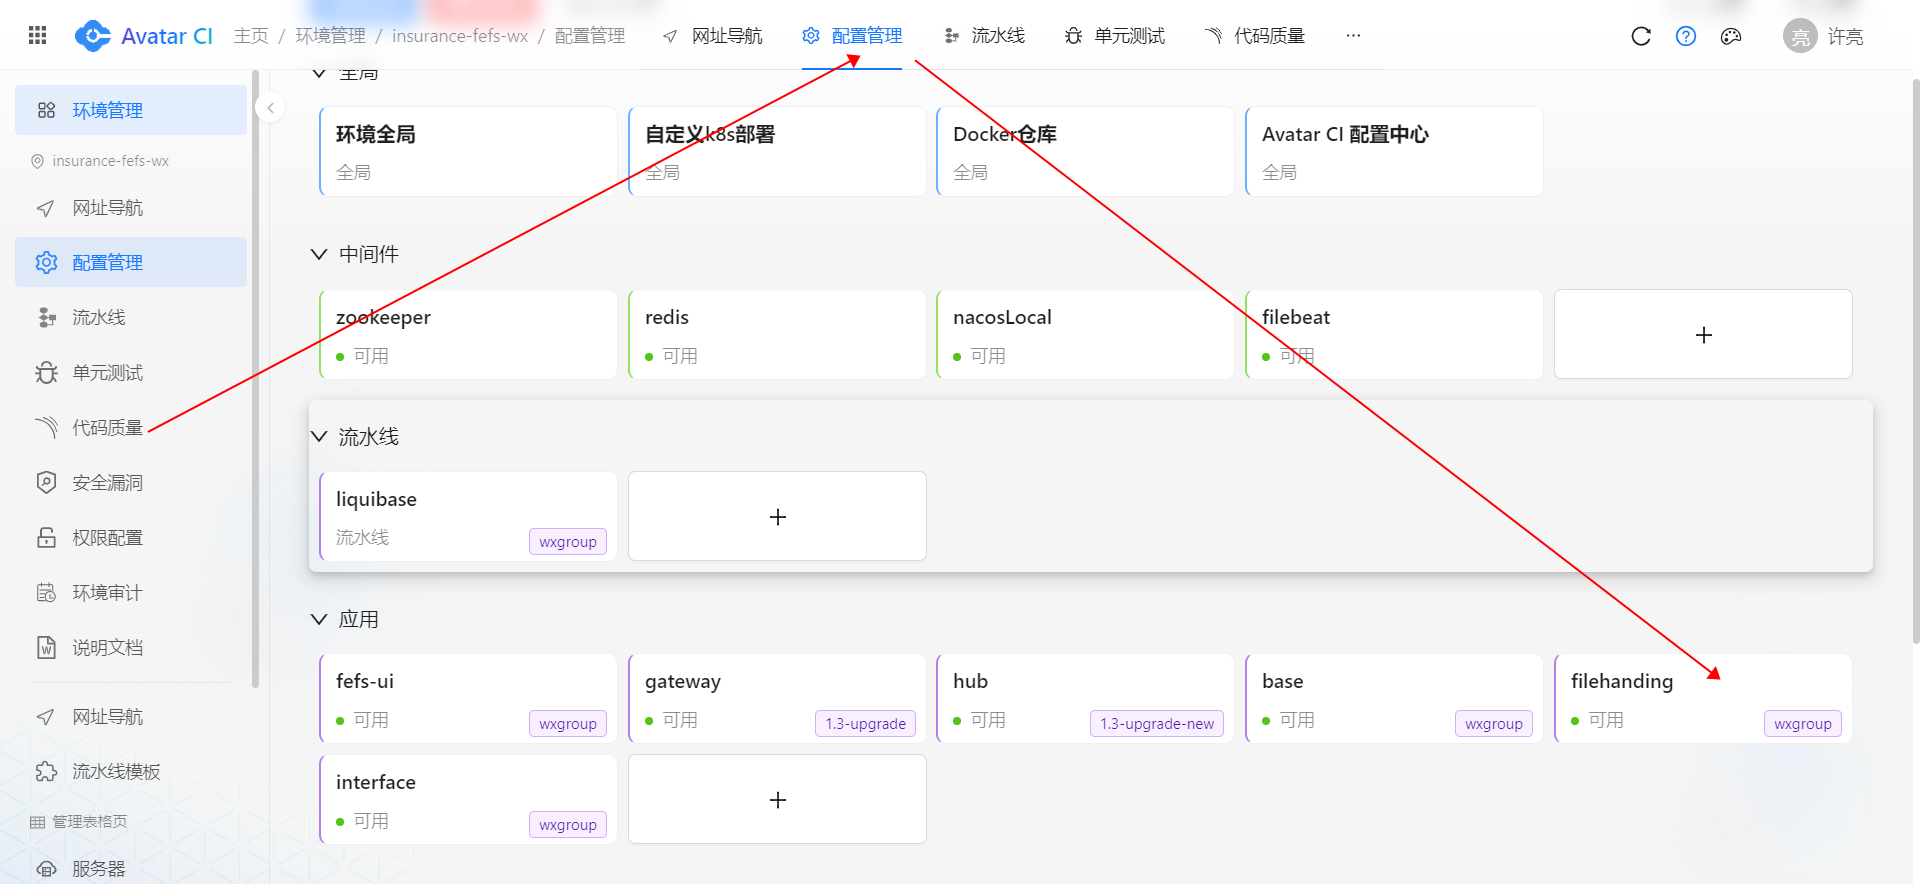 Avatar CI
主页 / 环境管理 / insurance-fefs-wx / 配置管理
网址导航
配置管理
流水线
单元测试
代码质量
···
亮 许亮
环境管理
insurance-fefs-wx
网址导航
配置管理
流水线
单元测试
代码质量
安全漏洞
权限配置
环境审计
说明文档
网址导航
流水线模板
管理表格页
服务器
全局
环境全局
全局
自定义k8s部署
全局
Docker仓库
全局
Avatar CI 配置中心
全局
中间件
zookeeper
可用
redis
可用
nacosLocal
可用
filebeat
可用
+
流水线
liquibase
流水线 wxgroup
+
应用
fefs-ui
可用 wxgroup
gateway
可用 1.3-upgrade
hub
可用 1.3-upgrade-new
base
可用 wxgroup
filehanding
可用 wxgroup
interface
可用 wxgroup
+